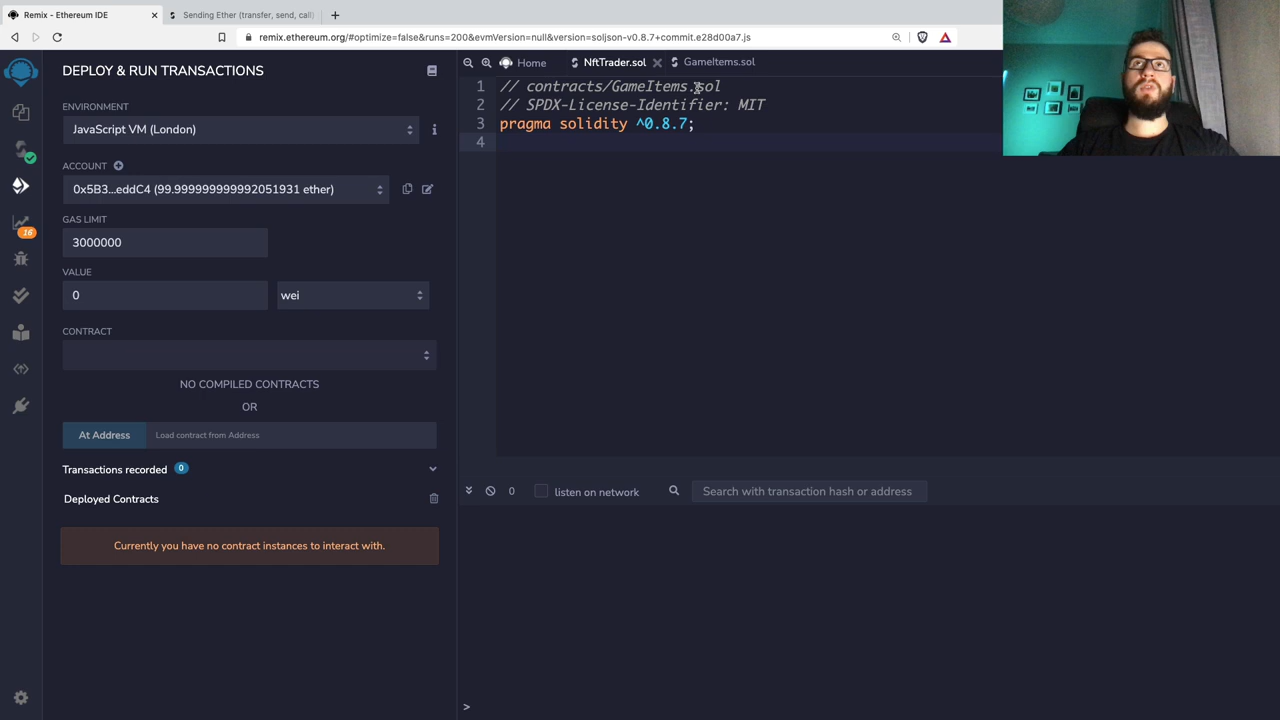 Remix - Ethereum IDE
Sending Ether (transfer, send, call)
remix.ethereum.org/#optimize=false&runs=200&evmVersion=null&version=soljson-v0.8.7+commit.e28d00a7.js
DEPLOY & RUN TRANSACTIONS
ENVIRONMENT
JavaScript VM (London)
ACCOUNT
0x5B3...eddC4 (99.999999999992051931 ether)
GAS LIMIT
3000000
VALUE
0
wei
CONTRACT
NO COMPILED CONTRACTS
OR
At Address
Load contract from Address
Transactions recorded 0
Deployed Contracts
Currently you have no contract instances to interact with.
16
Home
NftTrader.sol
GameItems.sol
1 // contracts/GameItems.sol
2 // SPDX-License-Identifier: MIT
3 pragma solidity ^0.8.7;
4
0
listen on network
Search with transaction hash or address
>